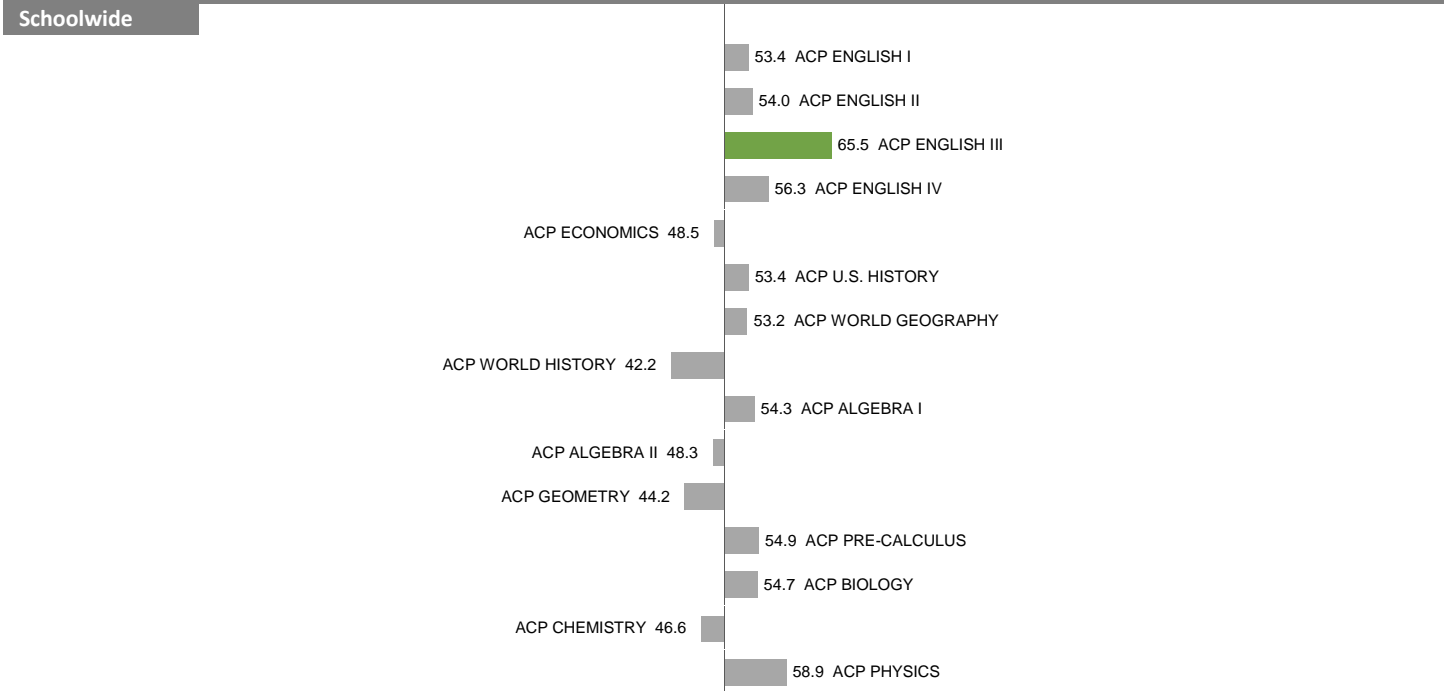 Schoolwide
53.4 ACP ENGLISH I
54.0 ACP ENGLISH II
65.5 ACP ENGLISH III
56.3 ACP ENGLISH IV
ACP ECONOMICS 48.5
53.4 ACP U.S. HISTORY
53.2 ACP WORLD GEOGRAPHY
ACP WORLD HISTORY 42.2
54.3 ACP ALGEBRA I
ACP ALGEBRA II 48.3
ACP GEOMETRY 44.2
54.9 ACP PRE-CALCULUS
54.7 ACP BIOLOGY
ACP CHEMISTRY 46.6
58.9 ACP PHYSICS